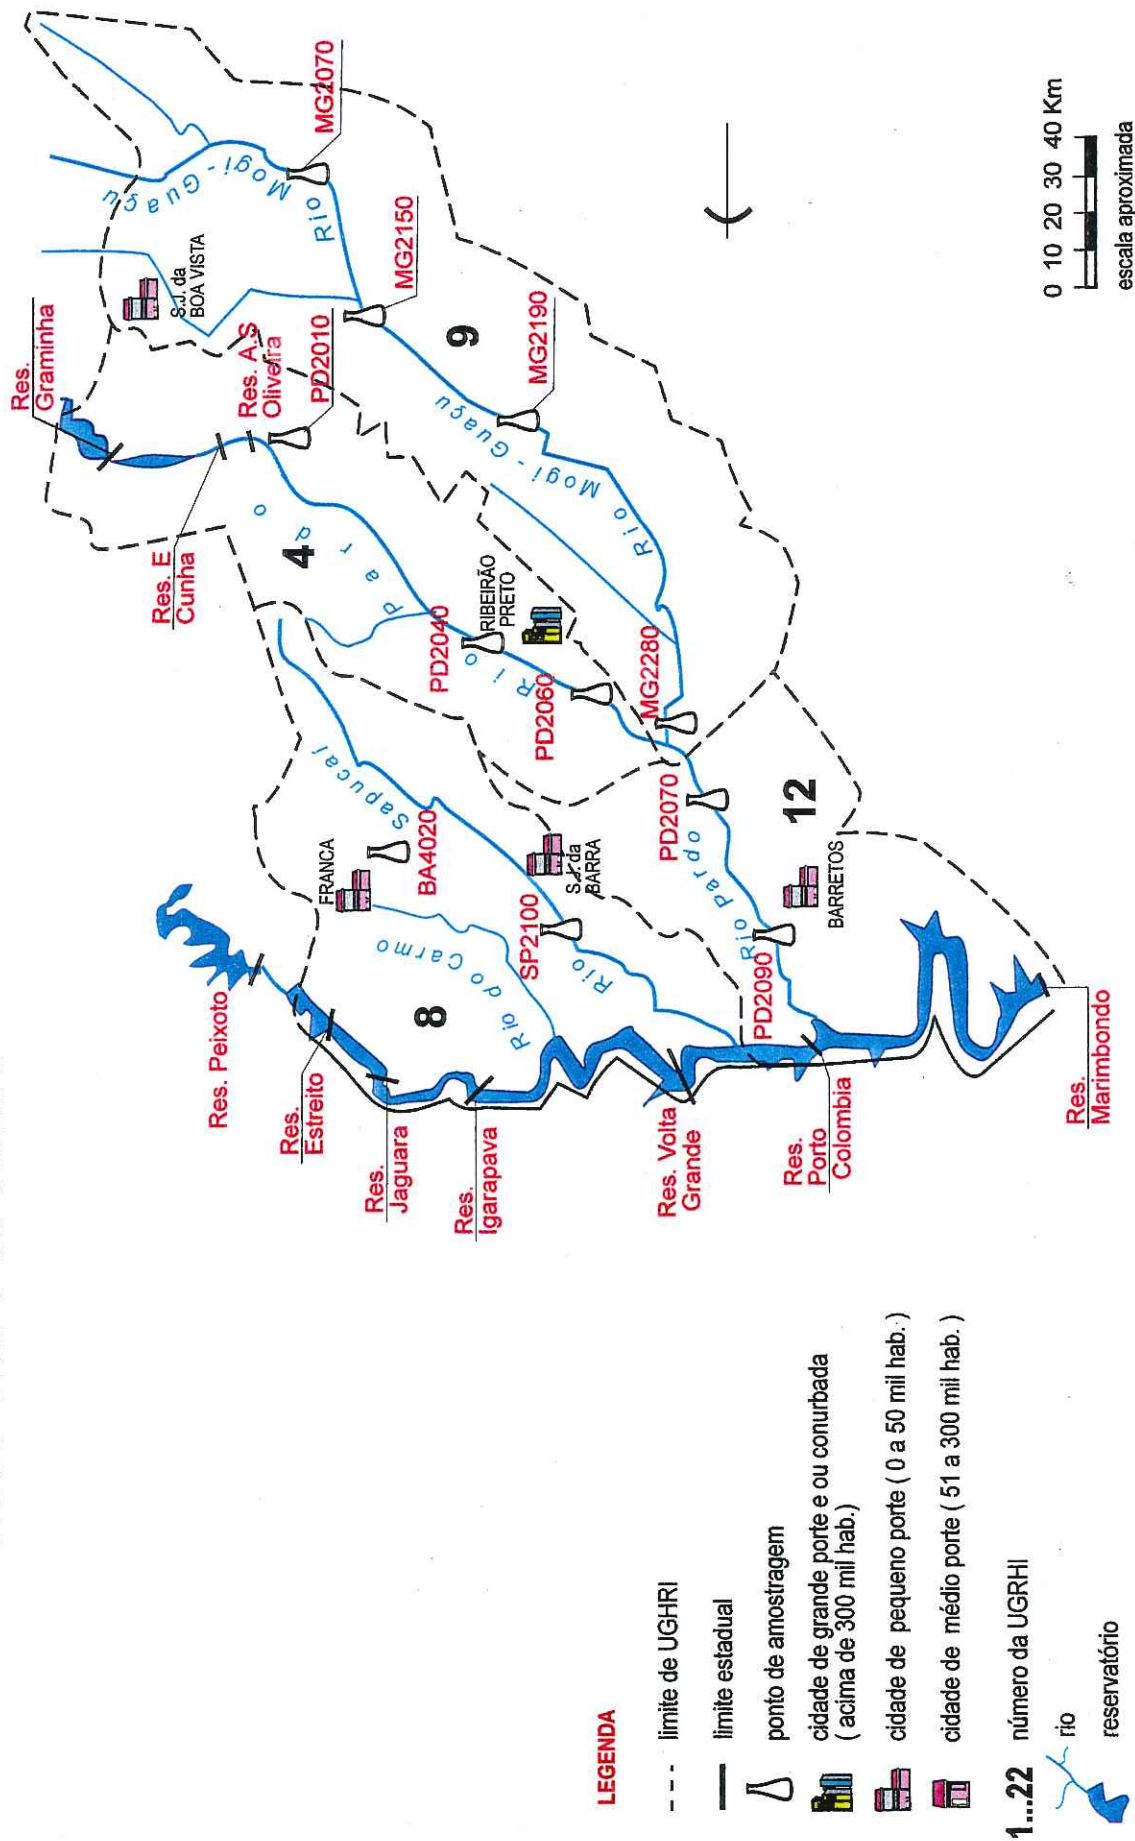 Res.
Graminha
S.J. da
BOA VISTA
Res. A.S
Oliveira
PD2010
Rio Mogi-Guaçu
MG2070
MG2150
9
MG2190
Rio Mogi-Guaçu
Res. E
Cunha
4
Rio Pardo
PD2040
RIBEIRÃO
PRETO
PD2060
MG2280
Res. Peixoto
FRANCA
BA4020
Rio Sapucaí
S.J. da
BARRA
SP2100
Rio do Carmo
8
PD2070
12
Rio Pardo
BARRETOS
PD2090
Res.
Estreito
Res.
Jaguara
Res.
Igarapava
Res. Volta
Grande
Res.
Porto
Colombia
Res.
Marimbondo
0 10 20 30 40 Km
escala aproximada
LEGENDA
limite de UGHRI
limite estadual
ponto de amostragem
cidade de grande porte e ou conurbada
( acima de 300 mil hab.)
cidade de pequeno porte ( 0 a 50 mil hab. )
cidade de médio porte ( 51 a 300 mil hab. )
1...22 número da UGRHI
rio
reservatório